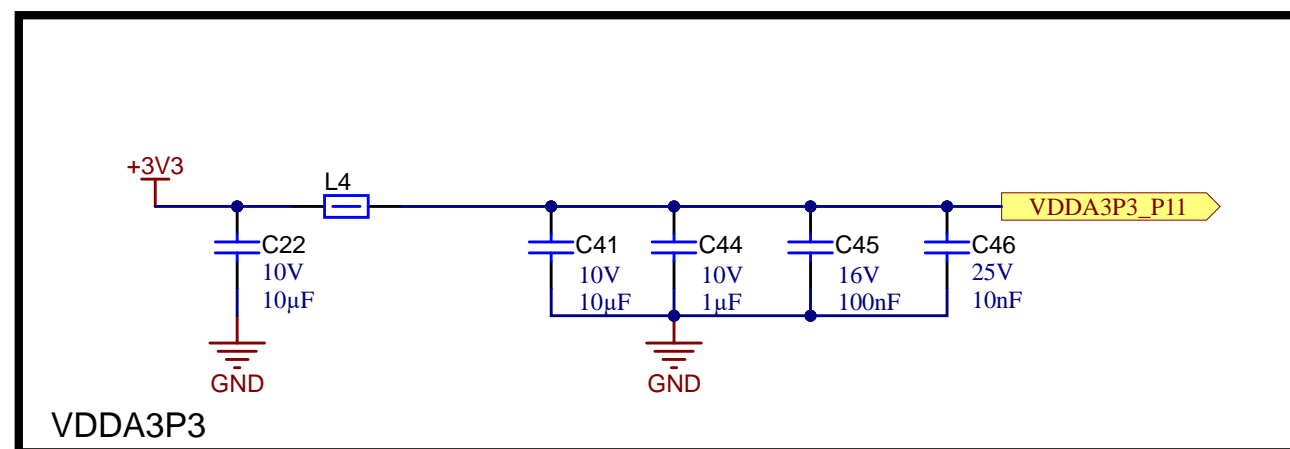 +3V3
L4
VDDA3P3_P11
C22
10V
10µF
C41
10V
10µF
C44
10V
1µF
C45
16V
100nF
C46
25V
10nF
GND
GND
VDDA3P3